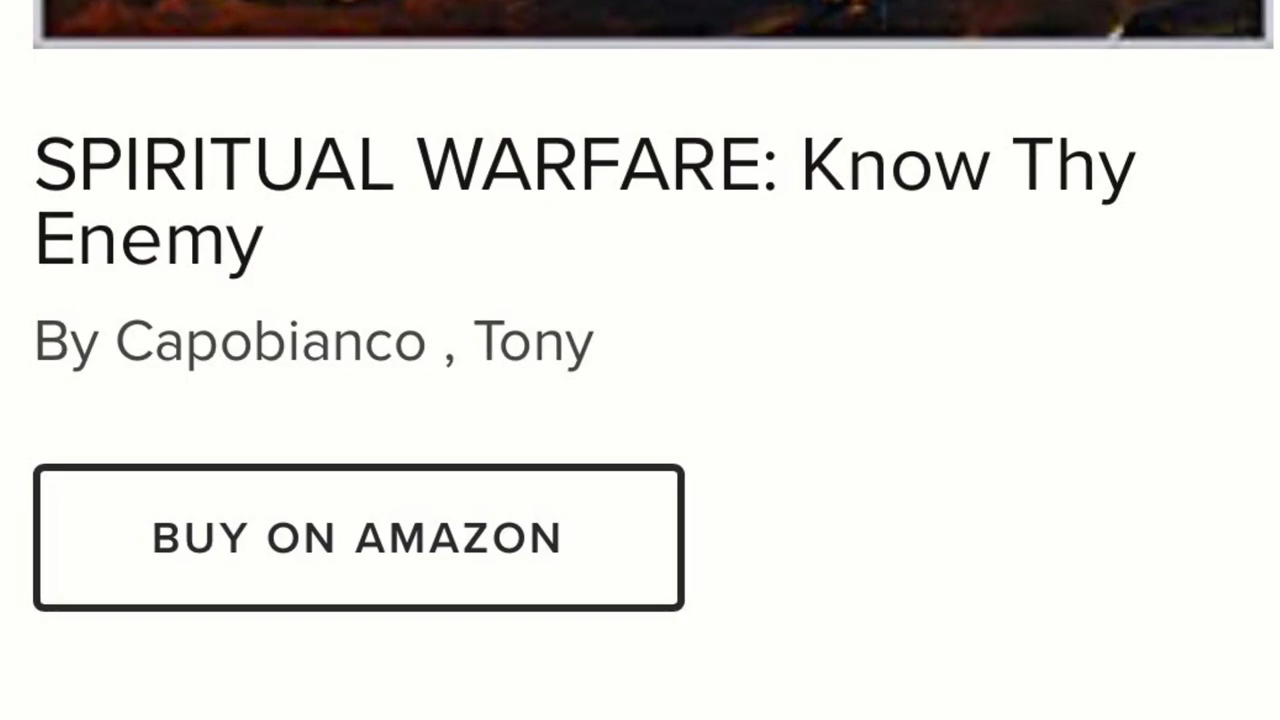 SPIRITUAL WARFARE: Know Thy
Enemy
By Capobianco , Tony
BUY ON AMAZON